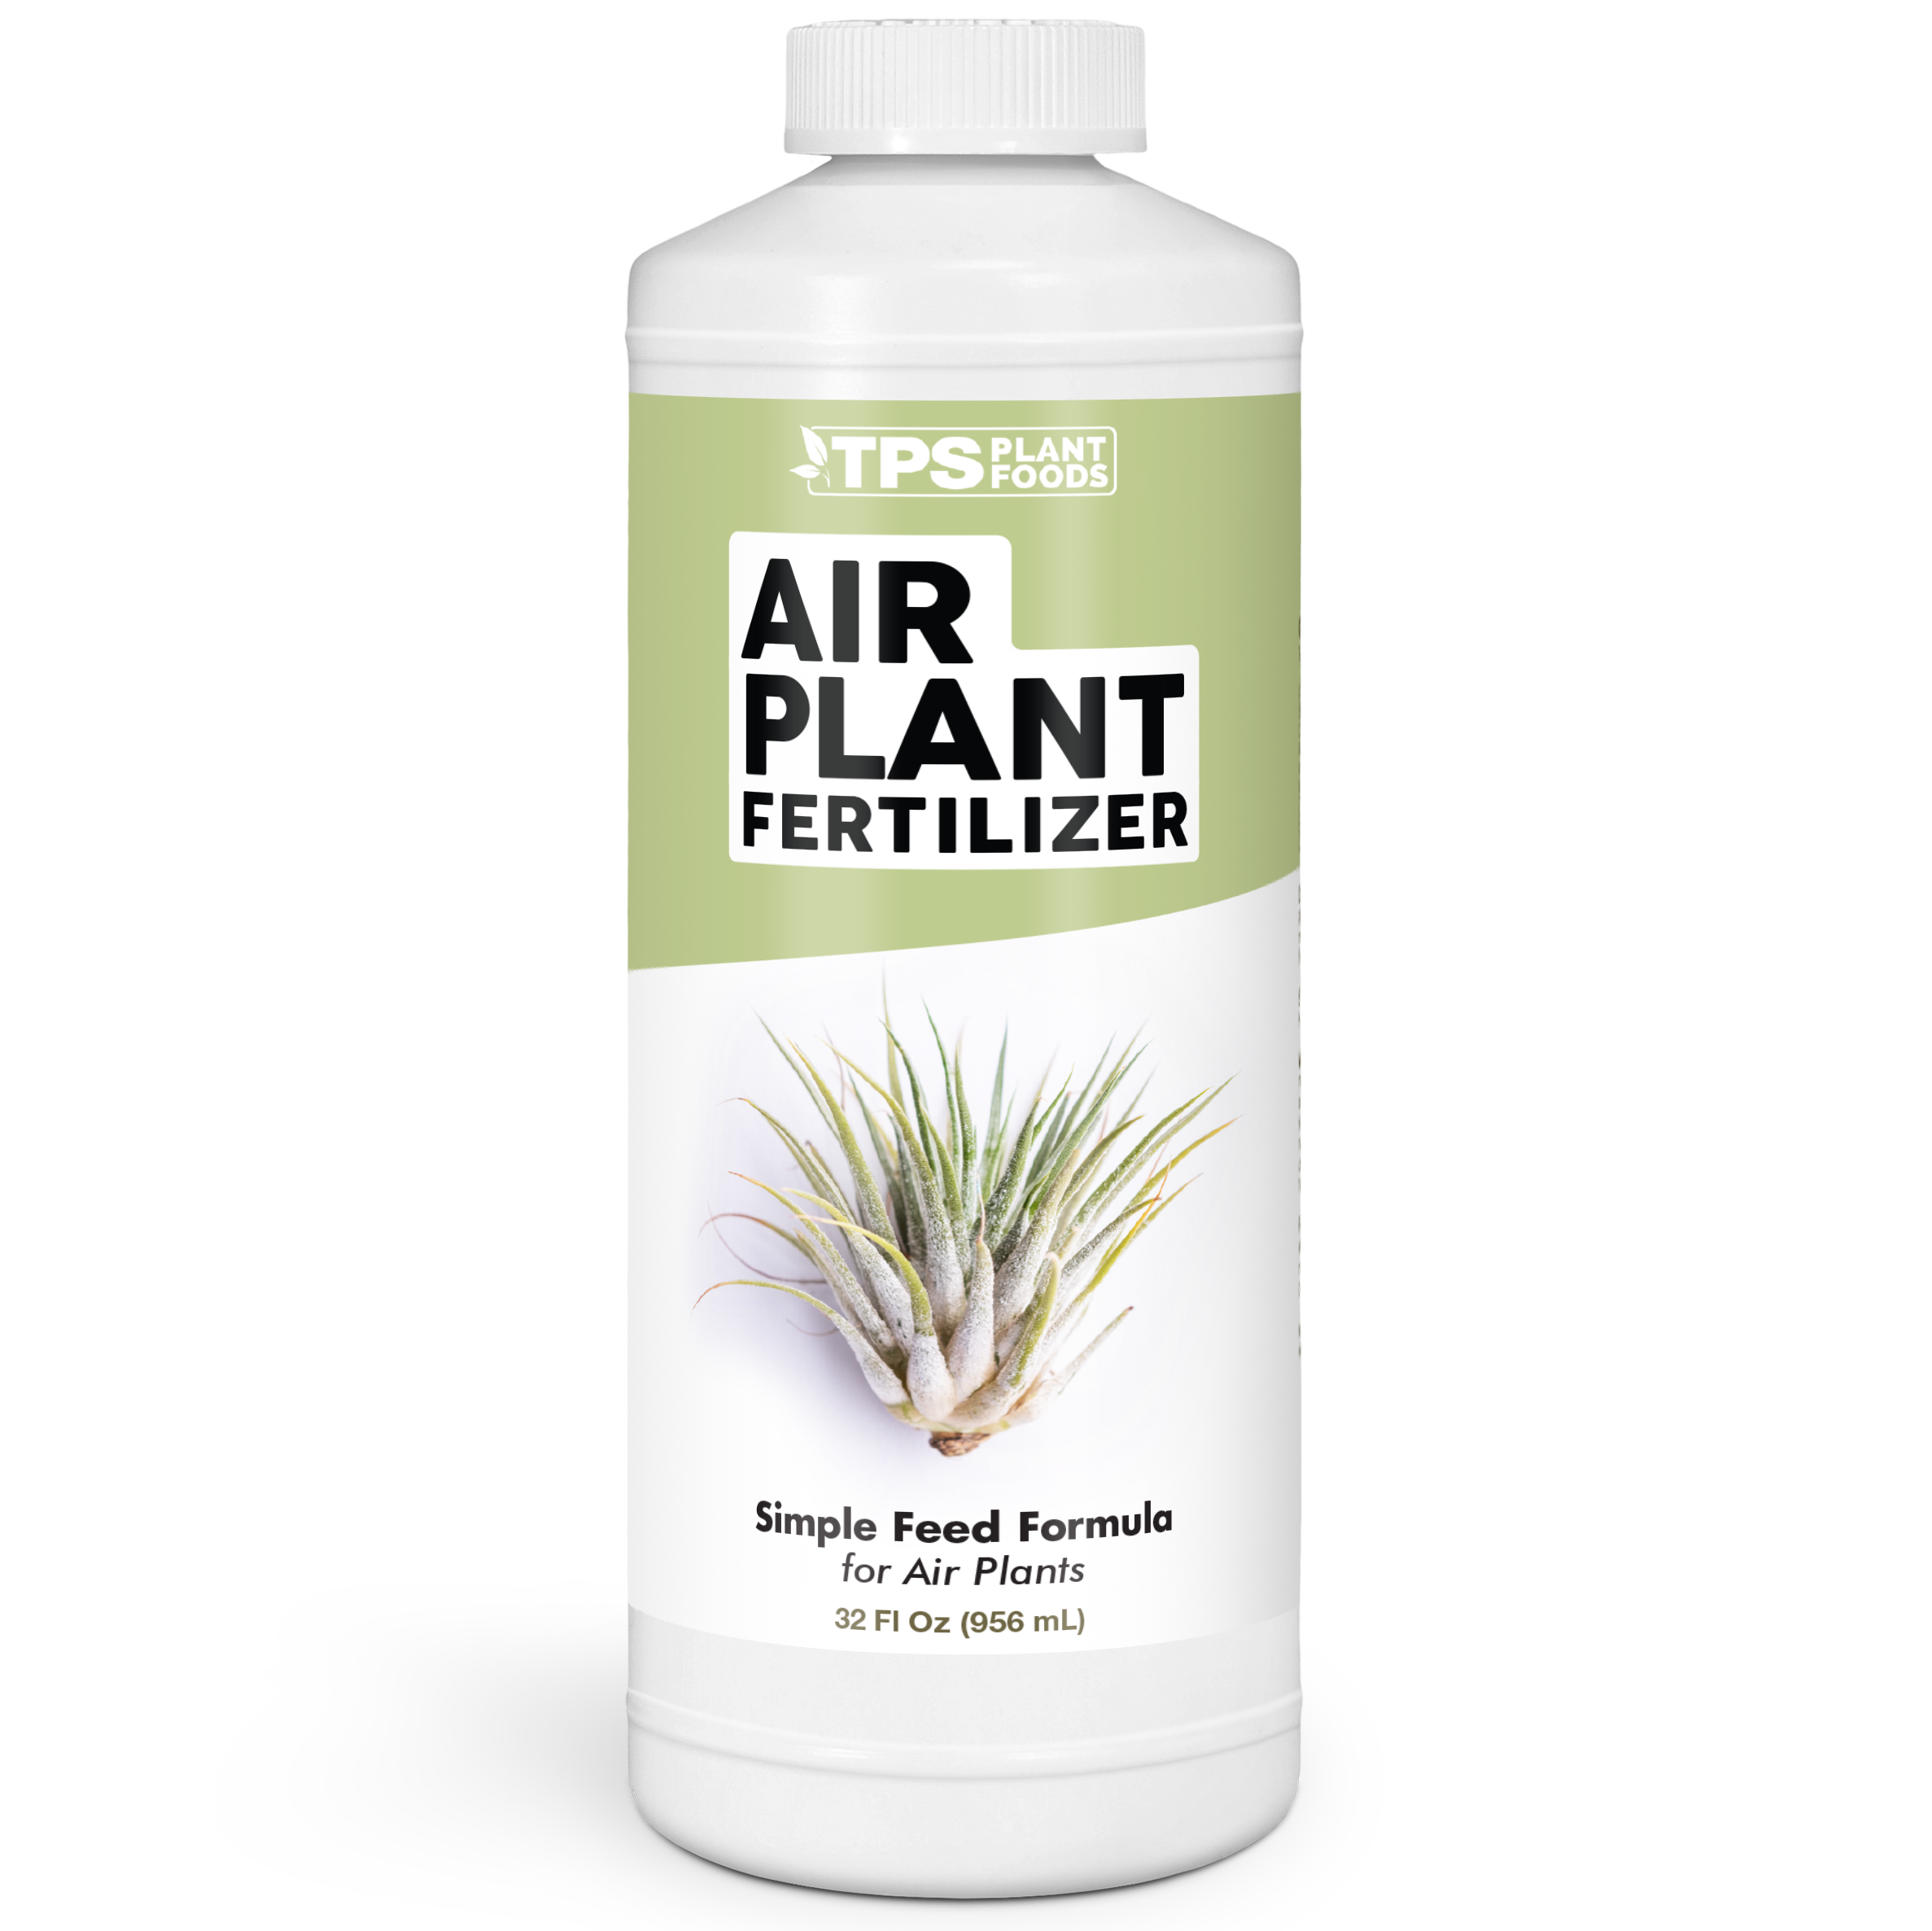 TPS PLANT FOODS
AIR
PLANT
FERTILIZER
Simple Feed Formula
for Air Plants
32 Fl Oz (956 mL)